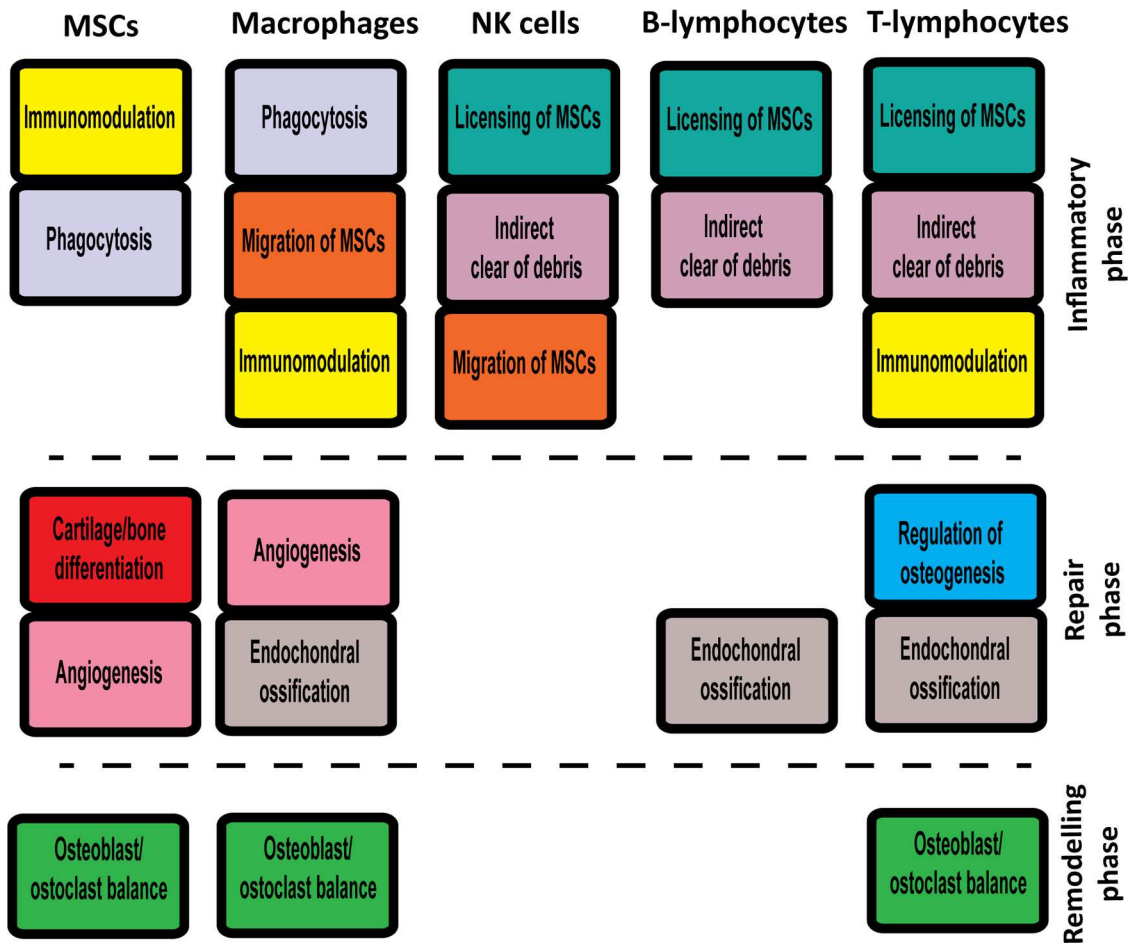 MSCs
Macrophages
NK cells
B-lymphocytes
T-lymphocytes
Immunomodulation
Phagocytosis
Licensing of MSCs
Licensing of MSCs
Licensing of MSCs
Phagocytosis
Migration of MSCs
Indirect
clear of debris
Indirect
clear of debris
Indirect
clear of debris
Immunomodulation
Migration of MSCs
Immunomodulation
Inflammatory
phase
Cartilage/bone
differentiation
Angiogenesis
Regulation of
osteogenesis
Angiogenesis
Endochondral
ossification
Endochondral
ossification
Endochondral
ossification
Repair
phase
Osteoblast/
ostoclast balance
Osteoblast/
ostoclast balance
Osteoblast/
ostoclast balance
Remodelling
phase